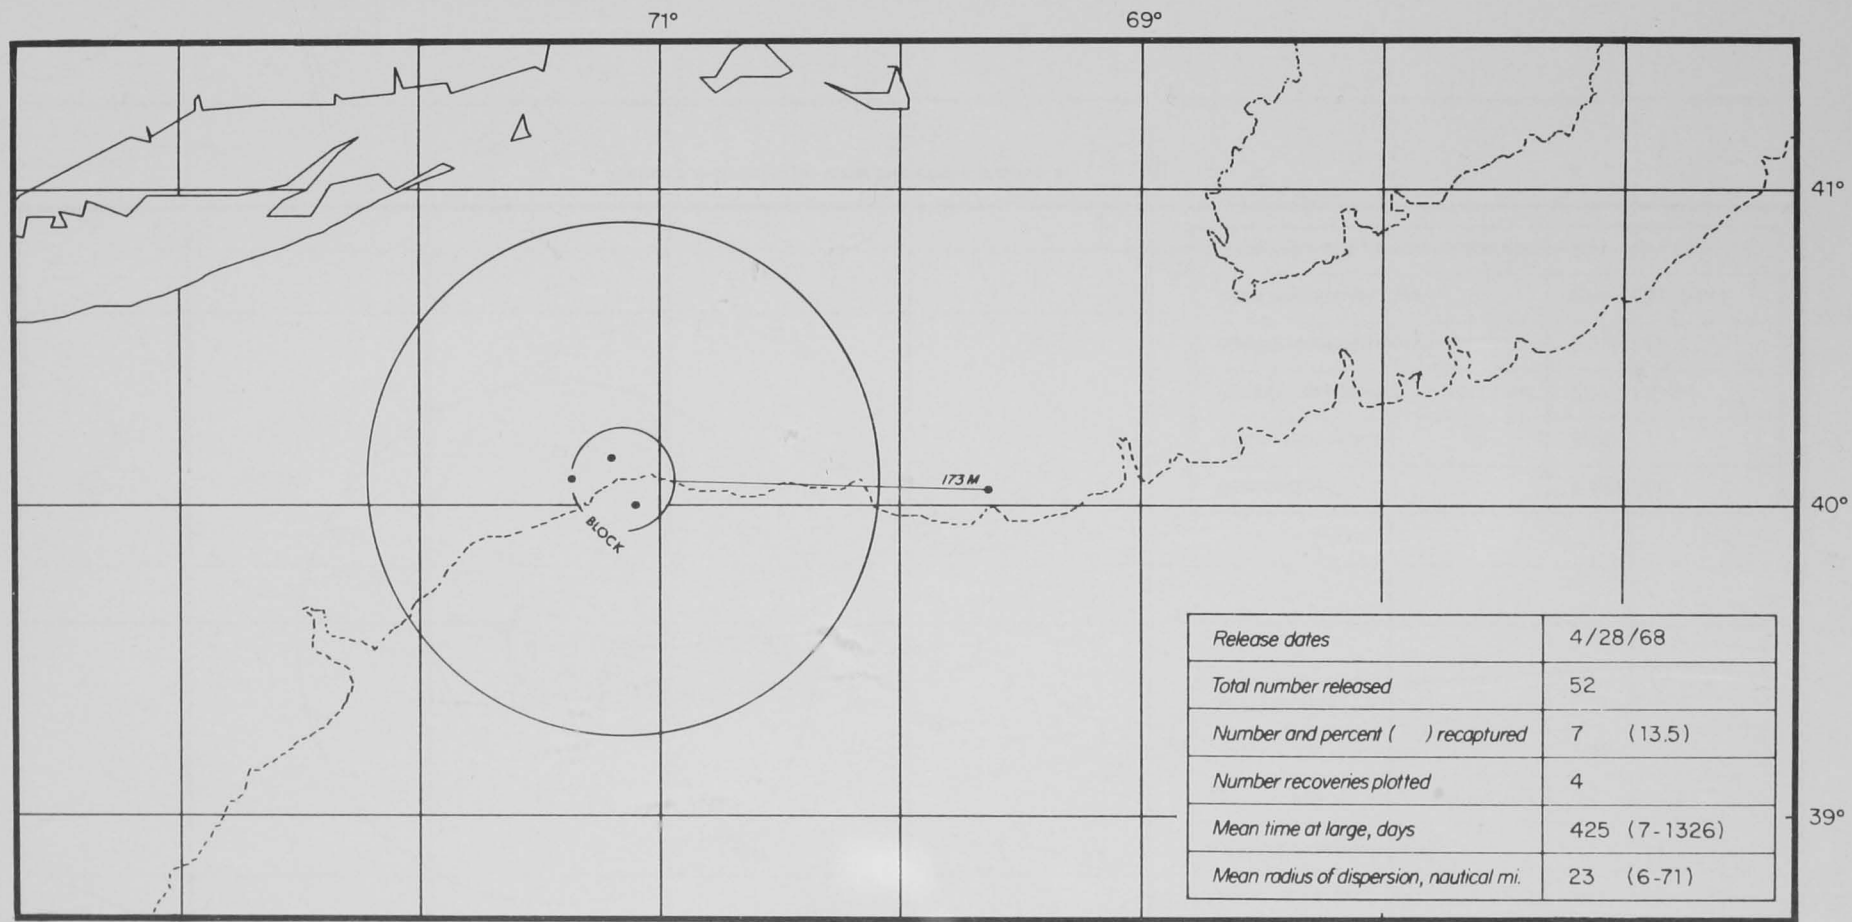 71° 69°
41°
173 M
40°
BLOCK
39°
Release dates 4/28/68
Total number released 52
Number and percent ( ) recaptured 7 (13.5)
Number recoveries plotted 4
Mean time at large, days 425 (7-1326)
Mean radius of dispersion, nautical mi. 23 (6-71)